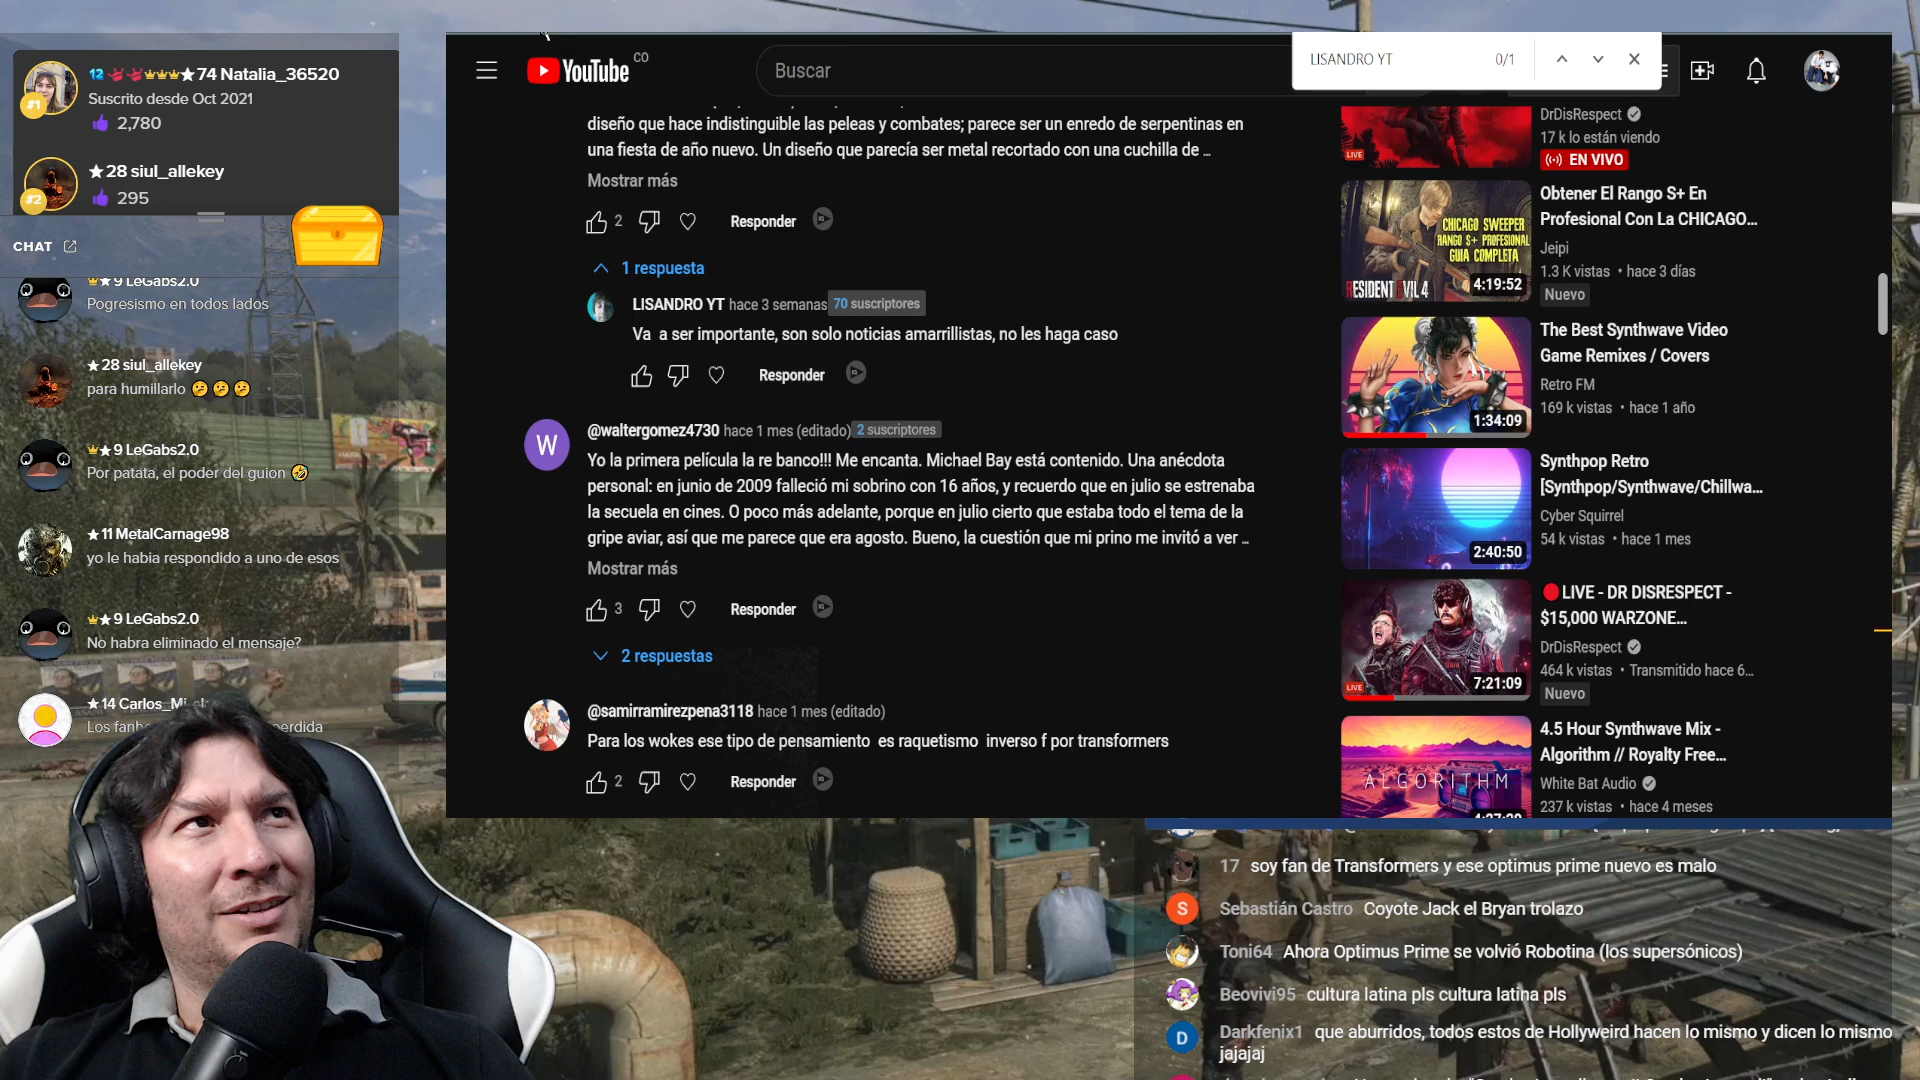 #1
12 ★74 Natalia_36520
Suscrito desde Oct 2021
2,780
#2
★28 siul_allekey
295
CHAT
★9 LeGabs2.0
Pogresismo en todos lados
★28 siul_allekey
para humillarlo 🤔🤔🤔
★9 LeGabs2.0
Por patata, el poder del guion 🤣
★11 MetalCarnage98
yo le habia respondido a uno de esos
★9 LeGabs2.0
No habra eliminado el mensaje?
★14 Carlos_
Los
YouTube CO
Buscar
LISANDRO YT 0/1
diseño que hace indistinguible las peleas y combates; parece ser un enredo de serpentinas en
una fiesta de año nuevo. Un diseño que parecía ser metal recortado con una cuchilla de ...
Mostrar más
2 Responder
1 respuesta
LISANDRO YT hace 3 semanas 70 suscriptores
Va a ser importante, son solo noticias amarrillistas, no les haga caso
Responder
W
@waltergomez4730 hace 1 mes (editado) 2 suscriptores
Yo la primera película la re banco!!! Me encanta. Michael Bay está contenido. Una anécdota
personal: en junio de 2009 falleció mi sobrino con 16 años, y recuerdo que en julio se estrenaba
la secuela en cines. O poco más adelante, porque en julio cierto que estaba todo el tema de la
gripe aviar, así que me parece que era agosto. Bueno, la cuestión que mi prino me invitó a ver ...
Mostrar más
3 Responder
2 respuestas
@samirramirezpena3118 hace 1 mes (editado)
Para los wokes ese tipo de pensamiento es raquetismo inverso f por transformers
2 Responder
LIVE
DrDisRespect
17 k lo están viendo
EN VIVO
CHICAGO SWEEPER
RANGO S+ PROFESIONAL
GUIA COMPLETA
RESIDENT EVIL 4
4:19:52
Obtener El Rango S+ En
Profesional Con La CHICAGO...
Jeipi
1.3 K vistas • hace 3 días
Nuevo
1:34:09
The Best Synthwave Video
Game Remixes / Covers
Retro FM
169 k vistas • hace 1 año
2:40:50
Synthpop Retro
[Synthpop/Synthwave/Chillwa...
Cyber Squirrel
54 k vistas • hace 1 mes
LIVE
7:21:09
🔴LIVE - DR DISRESPECT -
$15,000 WARZONE...
DrDisRespect
464 k vistas • Transmitido hace 6...
Nuevo
ALGORITHM
4.5 Hour Synthwave Mix -
Algorithm // Royalty Free...
White Bat Audio
237 k vistas • hace 4 meses
17 soy fan de Transformers y ese optimus prime nuevo es malo
S
Sebastián Castro Coyote Jack el Bryan trolazo
Toni64 Ahora Optimus Prime se volvió Robotina (los supersónicos)
Beovivi95 cultura latina pls cultura latina pls
D
Darkfenix1 que aburridos, todos estos de Hollyweird hacen lo mismo y dicen lo mismo
jajajaj